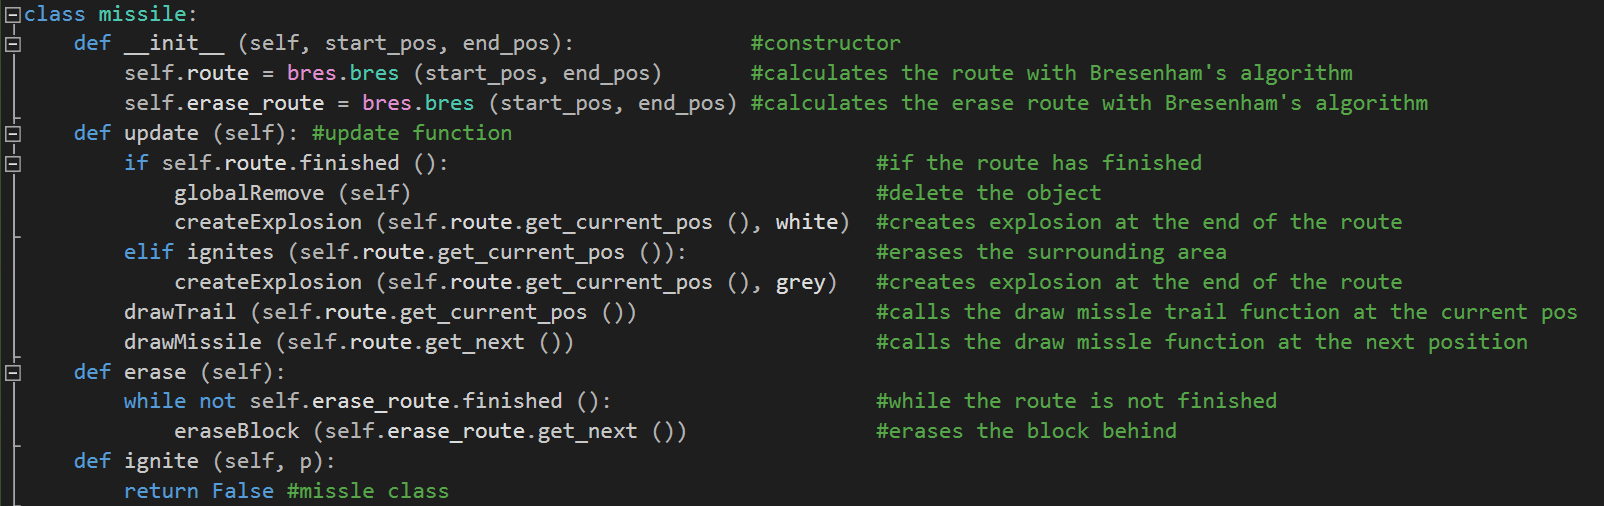 class missile:
    def __init__ (self, start_pos, end_pos):              #constructor
        self.route = bres.bres (start_pos, end_pos)       #calculates the route with Bresenham's algorithm
        self.erase_route = bres.bres (start_pos, end_pos) #calculates the erase route with Bresenham's algorithm
    def update (self): #update function
        if self.route.finished ():                                  #if the route has finished
            globalRemove (self)                                     #delete the object
            createExplosion (self.route.get_current_pos (), white)  #creates explosion at the end of the route
        elif ignites (self.route.get_current_pos ()):               #erases the surrounding area
            createExplosion (self.route.get_current_pos (), grey)   #creates explosion at the end of the route
        drawTrail (self.route.get_current_pos ())                   #calls the draw missle trail function at the current pos
        drawMissile (self.route.get_next ())                        #calls the draw missle function at the next position
    def erase (self):
        while not self.erase_route.finished ():                     #while the route is not finished
            eraseBlock (self.erase_route.get_next ())               #erases the block behind
    def ignite (self, p):
        return False #missle class